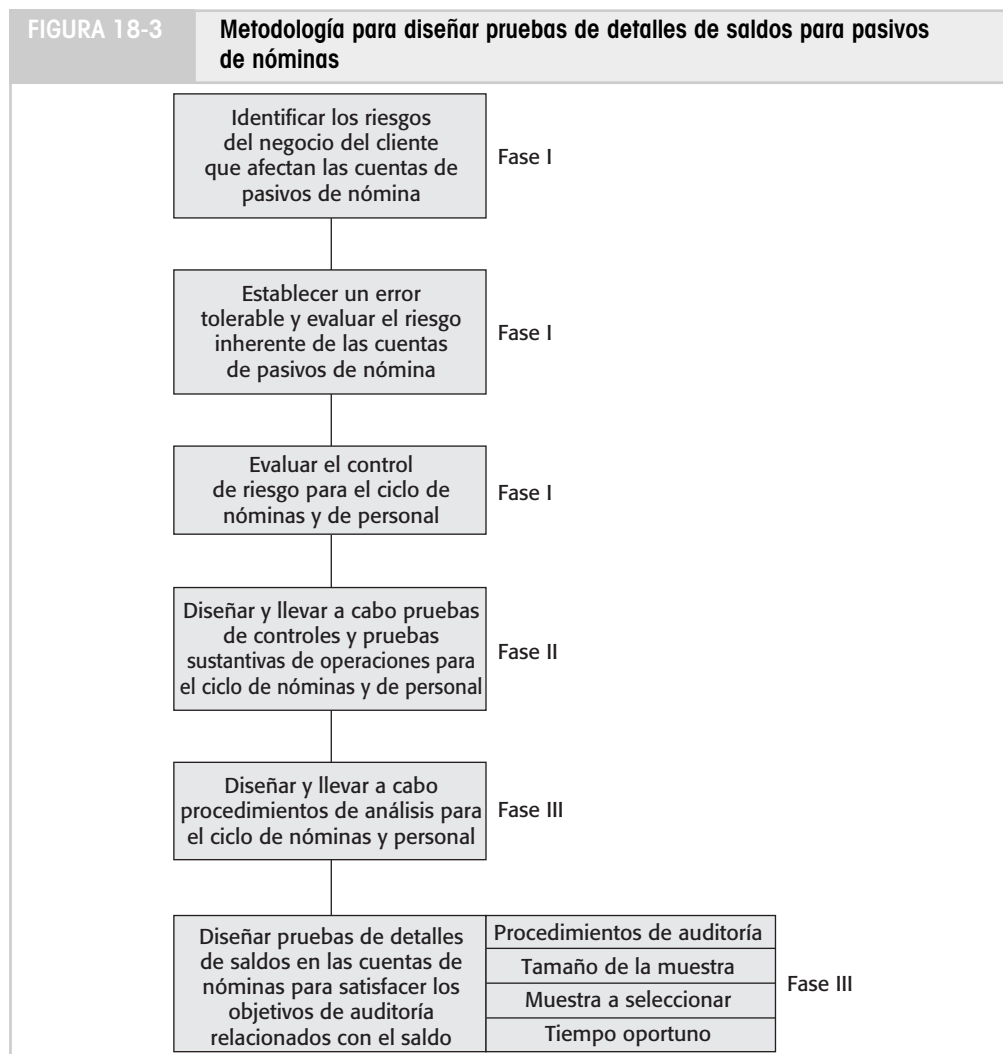 FIGURA 18-3
Metodología para diseñar pruebas de detalles de saldos para pasivos
de nóminas
Identificar los riesgos
del negocio del cliente
que afectan las cuentas de
pasivos de nómina
Fase I
Establecer un error
tolerable y evaluar el riesgo
inherente de las cuentas
de pasivos de nómina
Fase I
Evaluar el control
de riesgo para el ciclo de
nóminas y de personal
Fase I
Diseñar y llevar a cabo pruebas
de controles y pruebas
sustantivas de operaciones para
el ciclo de nóminas y de personal
Fase II
Diseñar y llevar a cabo
procedimientos de análisis para
el ciclo de nóminas y personal
Fase III
Diseñar pruebas de detalles
de saldos en las cuentas de
nóminas para satisfacer los
objetivos de auditoría
relacionados con el saldo
Procedimientos de auditoría
Tamaño de la muestra
Muestra a seleccionar
Tiempo oportuno
Fase III